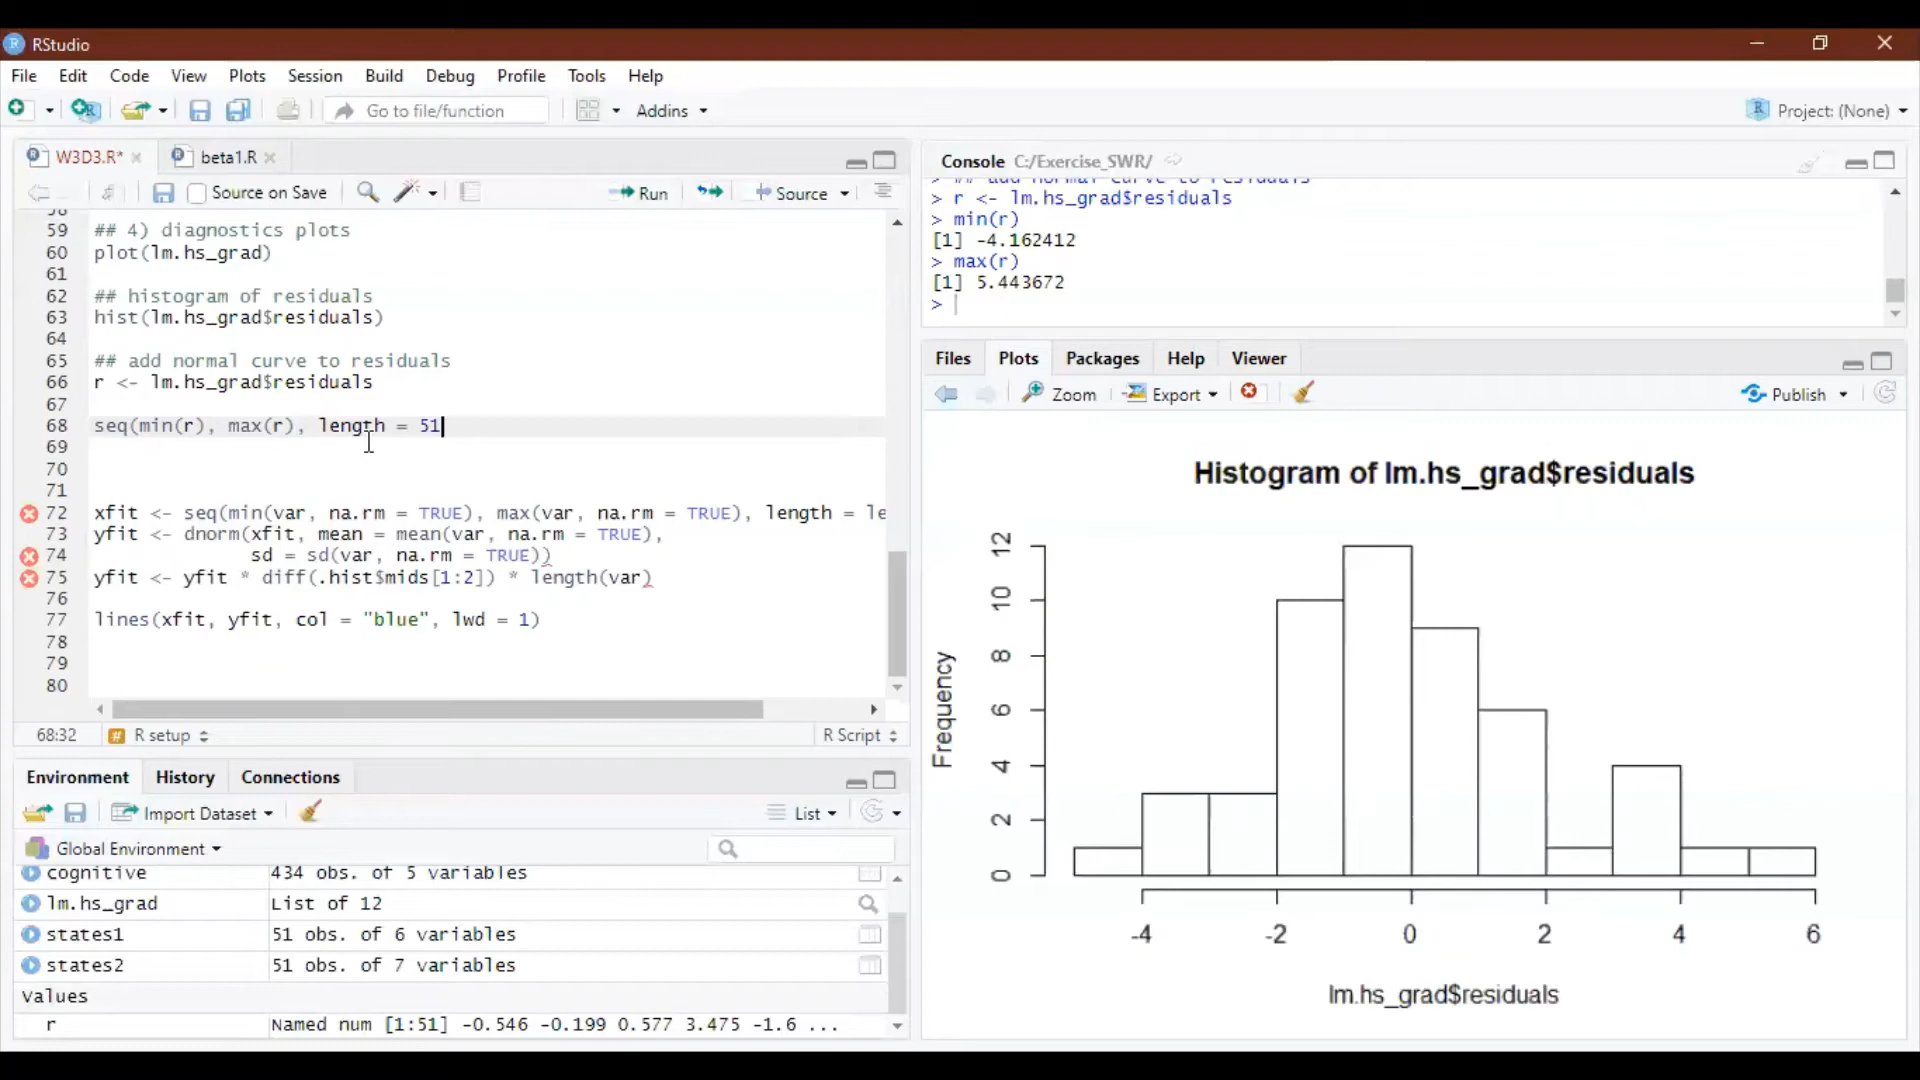 RStudio
File Edit Code View Plots Session Build Debug Profile Tools Help
Go to file/function Addins Project: (None)
W3D3.R* beta1.R
Source on Save Run Source
59 ## 4) diagnostics plots
60 plot(lm.hs_grad)
61
62 ## histogram of residuals
63 hist(lm.hs_grad$residuals)
64
65 ## add normal curve to residuals
66 r <- lm.hs_grad$residuals
67
68 seq(min(r), max(r), length = 51
69
70
71
72 xfit <- seq(min(var, na.rm = TRUE), max(var, na.rm = TRUE), length = le
73 yfit <- dnorm(xfit, mean = mean(var, na.rm = TRUE),
74 sd = sd(var, na.rm = TRUE))
75 yfit <- yfit * diff(.hist$mids[1:2]) * length(var)
76
77 lines(xfit, yfit, col = "blue", lwd = 1)
78
79
80
68:32 # R setup R Script
Environment History Connections
Import Dataset List
Global Environment
cognitive 434 obs. of 5 variables
lm.hs_grad List of 12
states1 51 obs. of 6 variables
states2 51 obs. of 7 variables
Values
r Named num [1:51] -0.546 -0.199 0.577 3.475 -1.6 ...
Console C:/Exercise_SWR/
> ## add normal curve to residuals
> r <- lm.hs_grad$residuals
> min(r)
[1] -4.162412
> max(r)
[1] 5.443672
>
Files Plots Packages Help Viewer
Zoom Export Publish
Histogram of lm.hs_grad$residuals
Frequency
12
10
8
6
4
2
0
-4 -2 0 2 4 6
lm.hs_grad$residuals